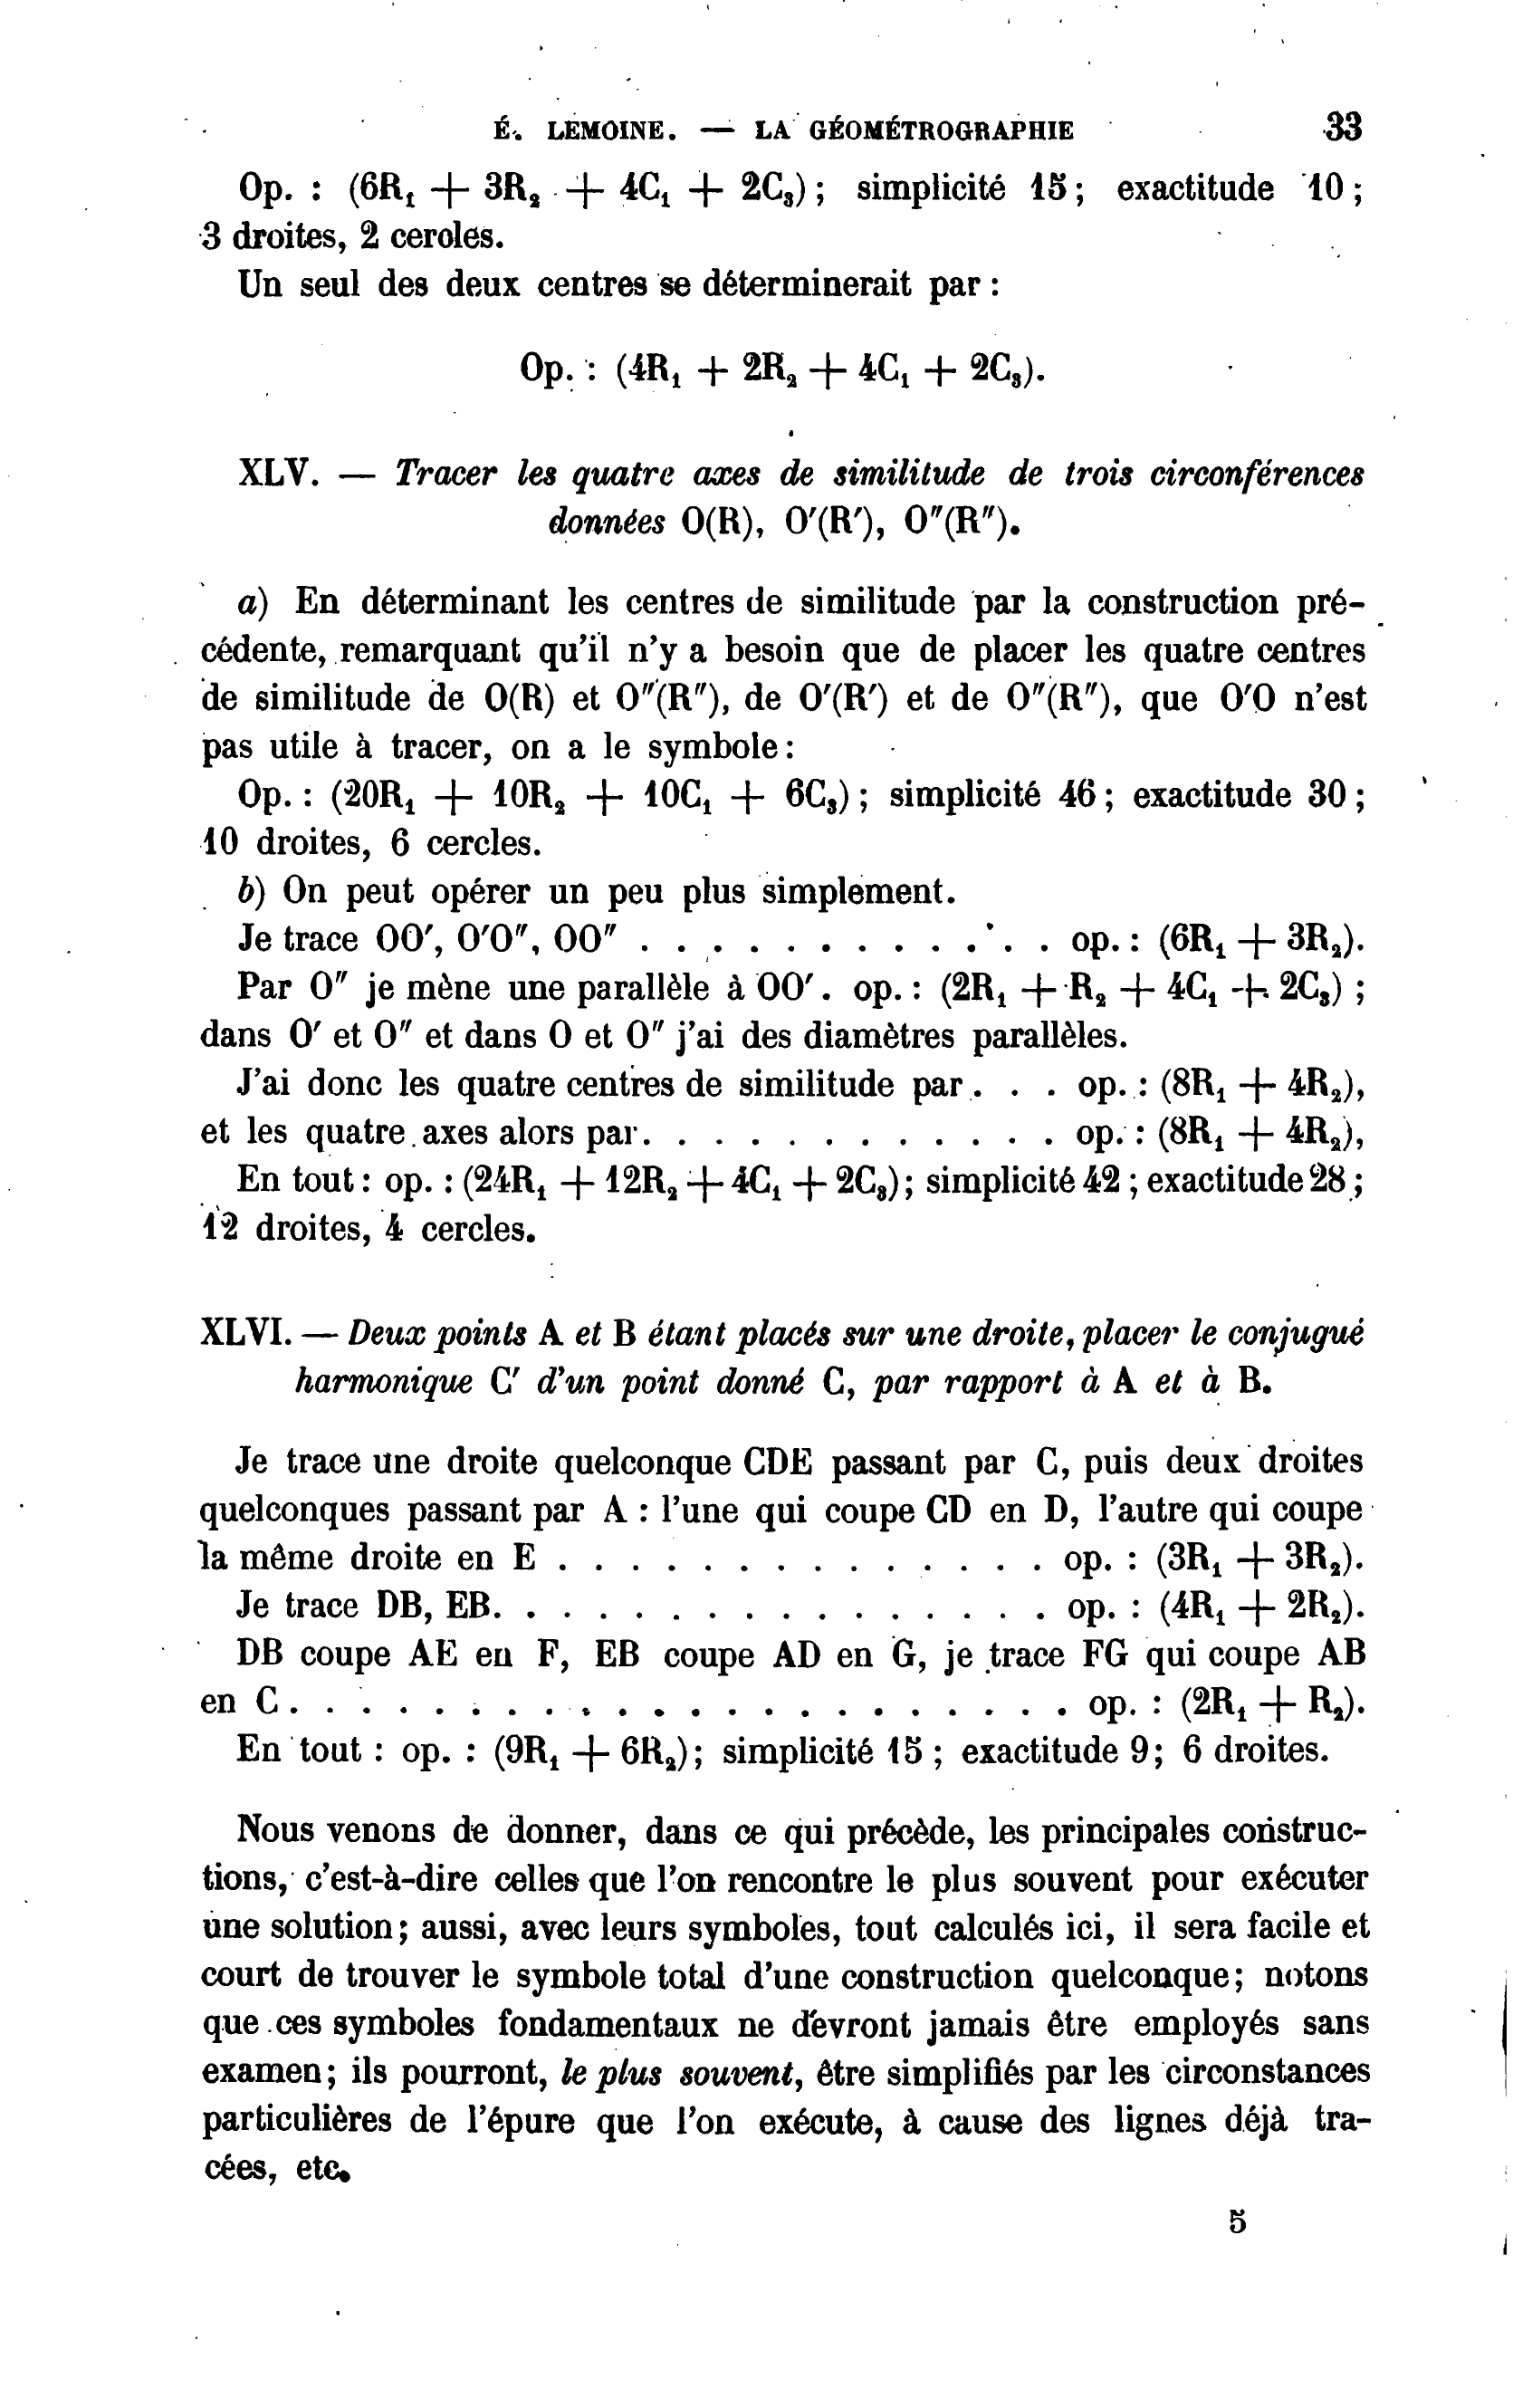 É. LEMOINE. — LA GÉOMÉTROGRAPHIE 33
Op. : (6R₁ + 3R₂ + 4C₁ + 2C₃); simplicité 15; exactitude 10;
3 droites, 2 ceroles.
Un seul des deux centres se déterminerait par :
Op. : (4R₁ + 2R₂ + 4C₁ + 2C₃).
XLV. — Tracer les quatre axes de similitude de trois circonférences
données O(R), O′(R′), O″(R″).
a) En déterminant les centres de similitude par la construction pré-
cédente, remarquant qu'il n'y a besoin que de placer les quatre centres
de similitude de O(R) et O″(R″), de O′(R′) et de O″(R″), que O′O n'est
pas utile à tracer, on a le symbole :
Op. : (20R₁ + 10R₂ + 10C₁ + 6C₃); simplicité 46; exactitude 30;
10 droites, 6 cercles.
b) On peut opérer un peu plus simplement.
Je trace OO′, O′O″, OO″ . . . . . . . . . . . . op. : (6R₁ + 3R₂).
Par O″ je mène une parallèle à OO′. op. : (2R₁ + R₂ + 4C₁ + 2C₃) ;
dans O′ et O″ et dans O et O″ j'ai des diamètres parallèles.
J'ai donc les quatre centres de similitude par . . . op. : (8R₁ + 4R₂),
et les quatre axes alors par. . . . . . . . . . . . op. : (8R₁ + 4R₂),
En tout : op. : (24R₁ + 12R₂ + 4C₁ + 2C₃); simplicité 42 ; exactitude 28 ;
12 droites, 4 cercles.
XLVI. — Deux points A et B étant placés sur une droite, placer le conjugué
harmonique C′ d'un point donné C, par rapport à A et à B.
Je trace une droite quelconque CDE passant par C, puis deux droites
quelconques passant par A : l'une qui coupe CD en D, l'autre qui coupe
la même droite en E . . . . . . . . . . . . . . op. : (3R₁ + 3R₂).
Je trace DB, EB. . . . . . . . . . . . . . . . op. : (4R₁ + 2R₂).
DB coupe AE en F, EB coupe AD en G, je trace FG qui coupe AB
en C . . . . . . . . . . . . . . . . . . . . . . op. : (2R₁ + R₂).
En tout : op. : (9R₁ + 6R₂); simplicité 15 ; exactitude 9; 6 droites.
Nous venons de donner, dans ce qui précède, les principales construc-
tions, c'est-à-dire celles que l'on rencontre le plus souvent pour exécuter
une solution; aussi, avec leurs symboles, tout calculés ici, il sera facile et
court de trouver le symbole total d'une construction quelconque; notons
que ces symboles fondamentaux ne devront jamais être employés sans
examen; ils pourront, le plus souvent, être simplifiés par les circonstances
particulières de l'épure que l'on exécute, à cause des lignes déjà tra-
cées, etc.
5